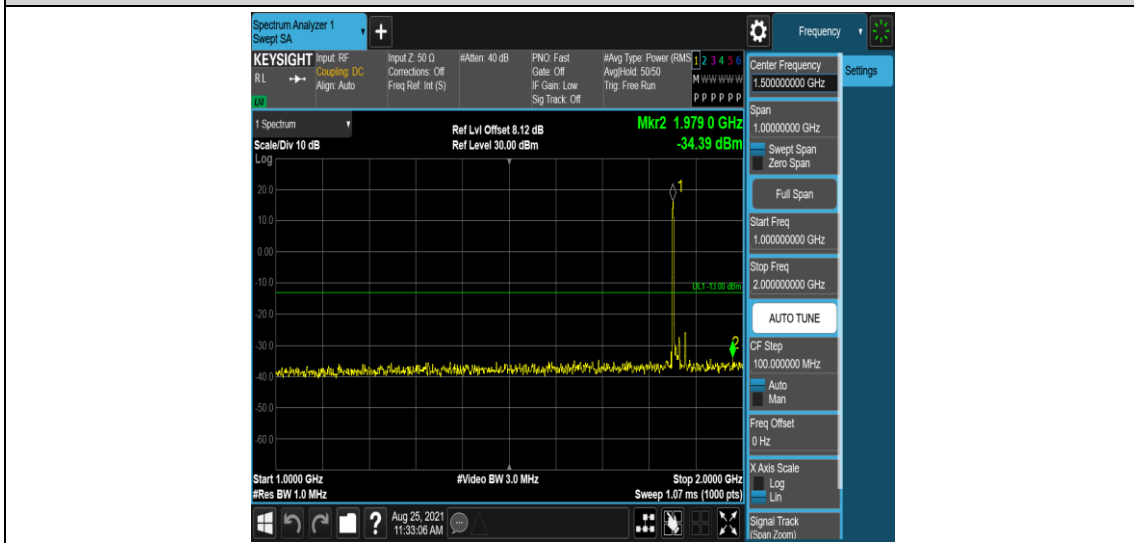 Spectrum Analyzer 1
Swept SA
+
Frequency
KEYSIGHT
RL
LXI
Input: RF
Coupling: DC
Align: Auto
Input Z: 50 Ω
Corrections: Off
Freq Ref: Int (S)
#Atten: 40 dB
PNO: Fast
Gate: Off
IF Gain: Low
Sig Track: Off
#Avg Type: Power (RMS
Avg|Hold: 50/50
Trig: Free Run
1 2 3 4 5 6
M W W W W W
P P P P P P
1 Spectrum
Scale/Div 10 dB
Ref Lvl Offset 8.12 dB
Ref Level 30.00 dBm
Mkr2 1.979 0 GHz
-34.39 dBm
Log
20.0
10.0
0.00
-10.0
-20.0
-30.0
-40.0
-50.0
-60.0
1
DL1 -13.00 dBm
2
Start 1.0000 GHz
#Res BW 1.0 MHz
#Video BW 3.0 MHz
Stop 2.0000 GHz
Sweep 1.07 ms (1000 pts)
Center Frequency
1.500000000 GHz
Settings
Span
1.00000000 GHz
Swept Span
Zero Span
Full Span
Start Freq
1.000000000 GHz
Stop Freq
2.000000000 GHz
AUTO TUNE
CF Step
100.000000 MHz
Auto
Man
Freq Offset
0 Hz
X Axis Scale
Log
Lin
Signal Track
(Span Zoom)
?
Aug 25, 2021
11:33:06 AM